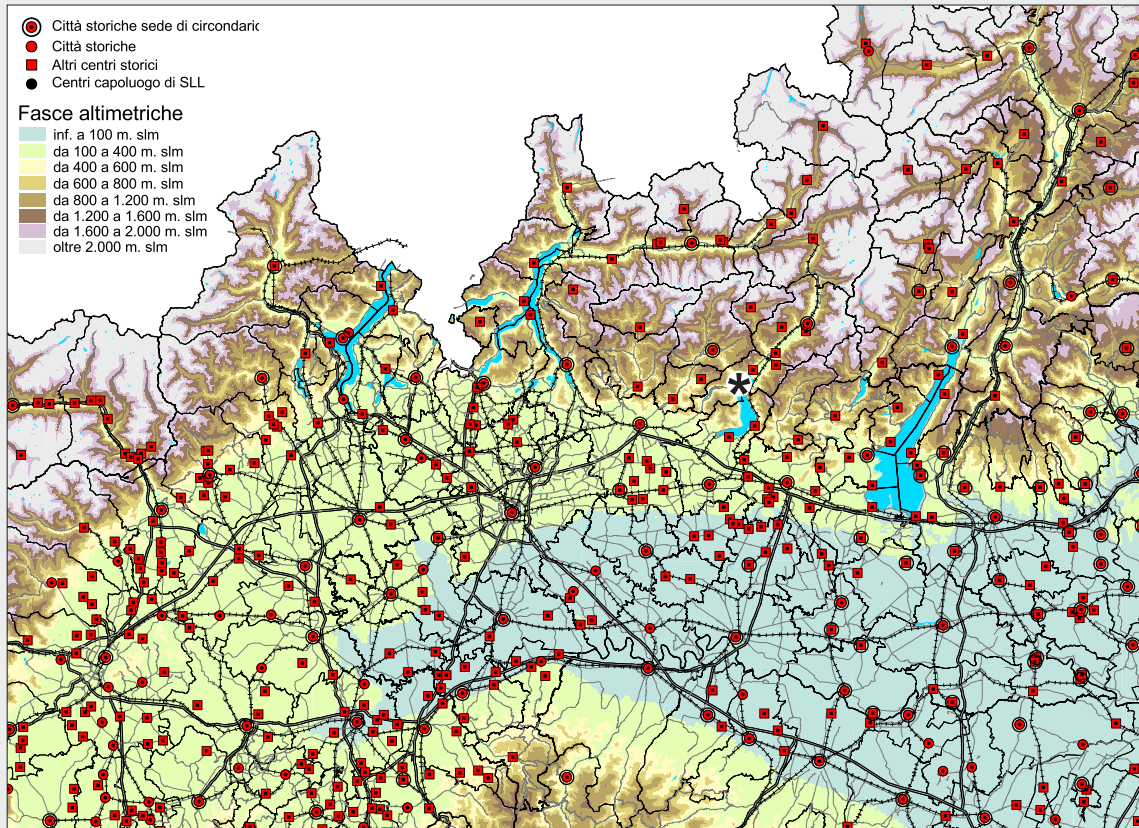 Città storiche sede di circondaric
Città storiche
Altri centri storici
Centri capoluogo di SLL
Fasce altimetriche
inf. a 100 m. slm
da 100 a 400 m. slm
da 400 a 600 m. slm
da 600 a 800 m. slm
da 800 a 1.200 m. slm
da 1.200 a 1.600 m. slm
da 1.600 a 2.000 m. slm
oltre 2.000 m. slm
*